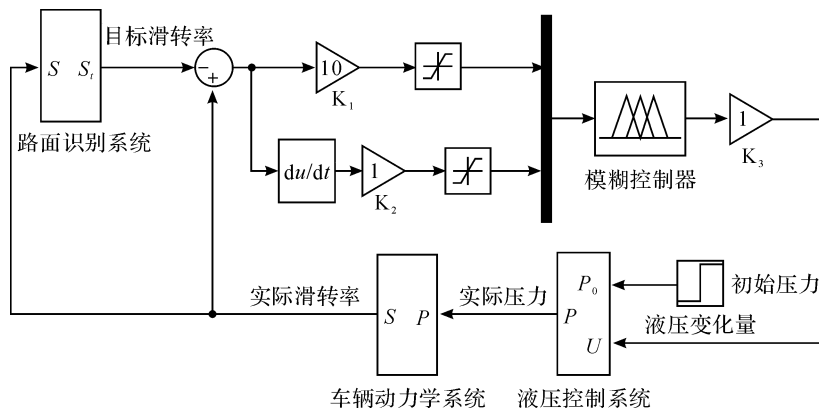 目标滑转率
S S_t
路面识别系统
10
K_1
du/dt
1
K_2
模糊控制器
1
K_3
实际滑转率
S P
车辆动力学系统
实际压力
P_0
P
U
液压控制系统
初始压力
液压变化量